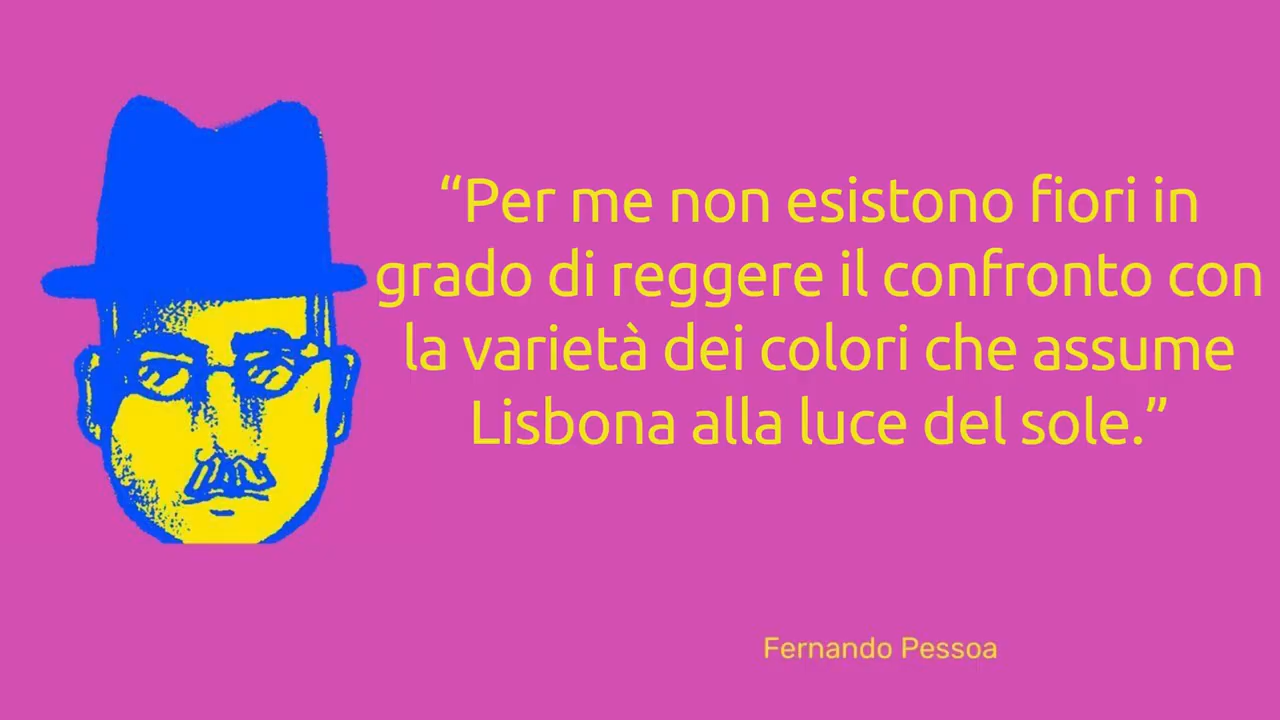 “Per me non esistono fiori in
grado di reggere il confronto con
la varietà dei colori che assume
Lisbona alla luce del sole.”
Fernando Pessoa